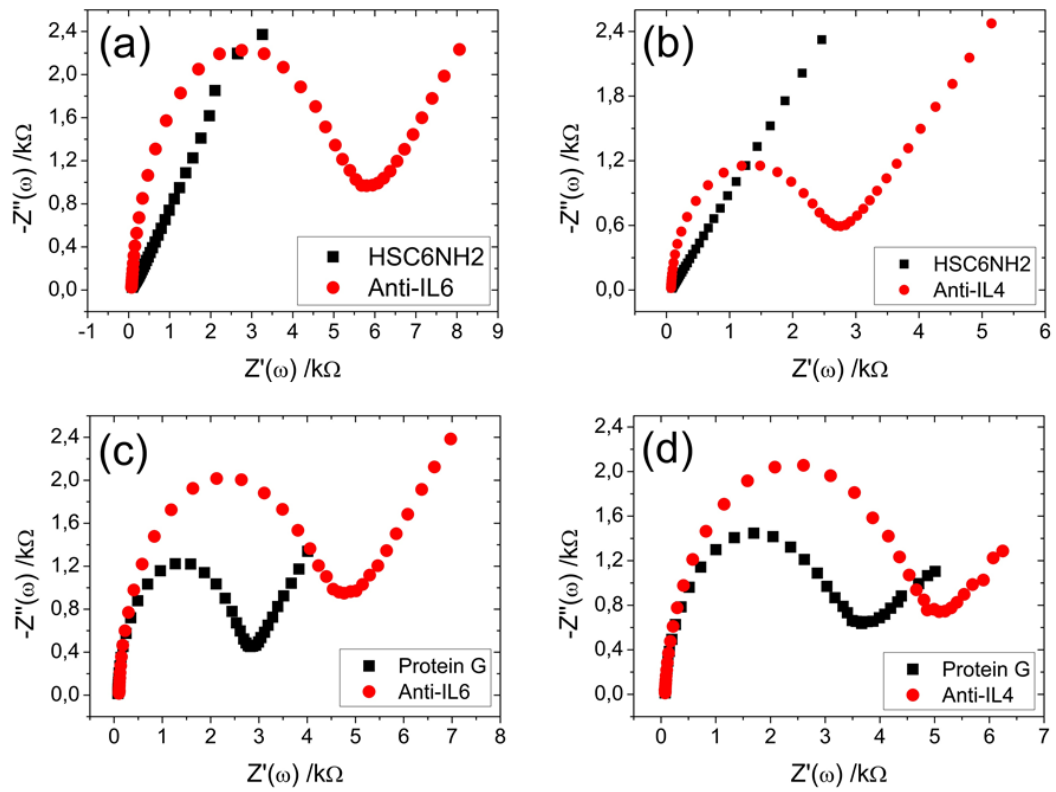 (a)
2,4
2,0
1,6
1,2
0,8
0,4
0,0
-Z''(ω) /kΩ
HSC6NH2
Anti-IL6
-1 0 1 2 3 4 5 6 7 8 9
Z'(ω) /kΩ
(b)
2,4
1,8
1,2
0,6
0,0
-Z''(ω) /kΩ
HSC6NH2
Anti-IL4
0 1 2 3 4 5 6
Z'(ω) /kΩ
(c)
2,4
2,0
1,6
1,2
0,8
0,4
0,0
-Z''(ω) /kΩ
Protein G
Anti-IL6
0 1 2 3 4 5 6 7 8
Z'(ω) /kΩ
(d)
2,4
2,0
1,6
1,2
0,8
0,4
0,0
-Z''(ω) /kΩ
Protein G
Anti-IL4
0 1 2 3 4 5 6 7
Z'(ω) /kΩ